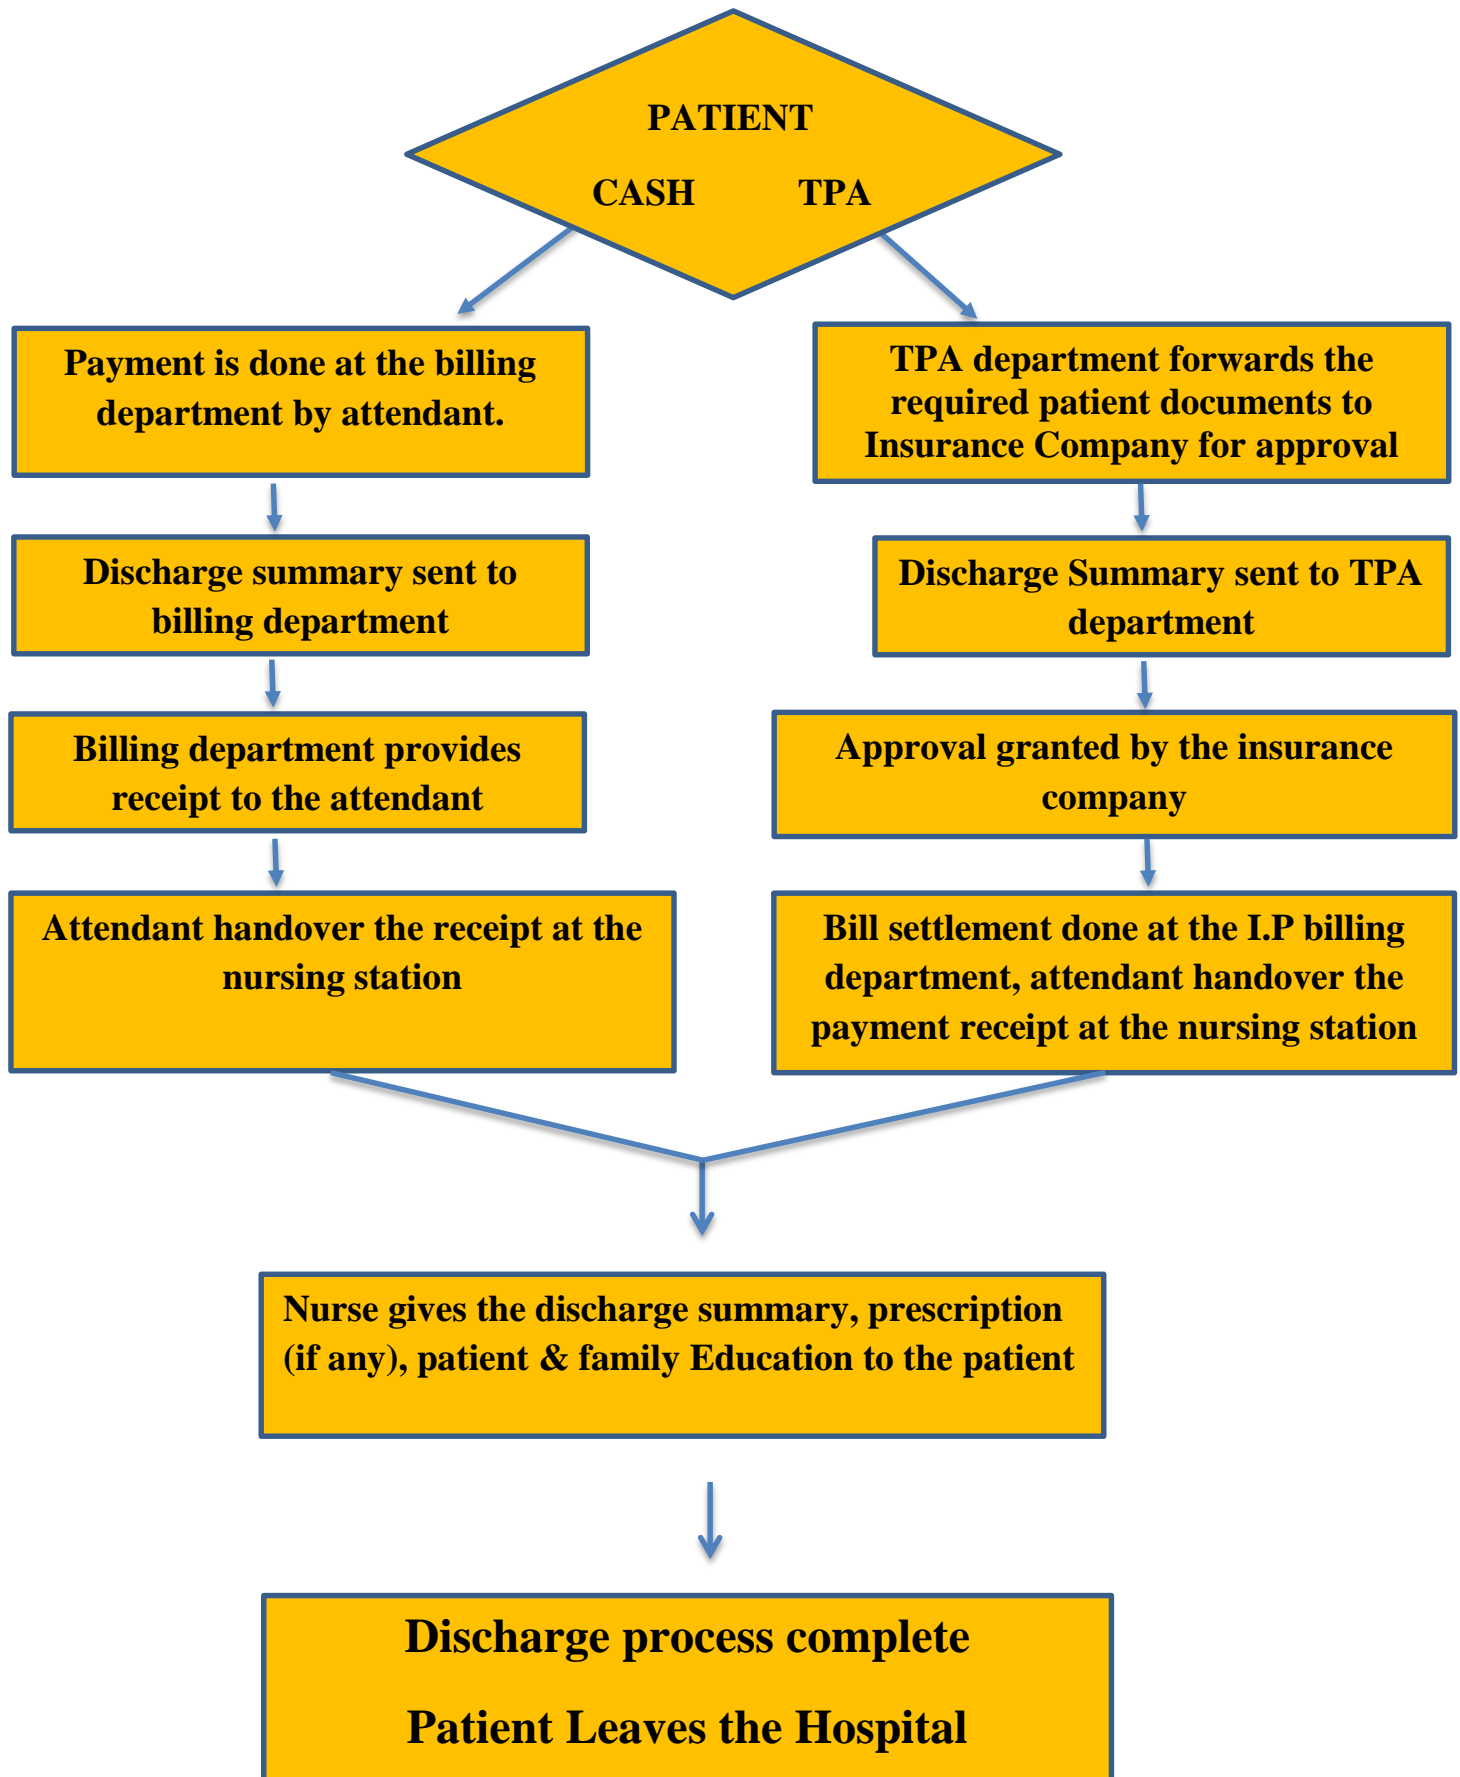 PATIENT
CASH TPA
Payment is done at the billing
department by attendant.
Discharge summary sent to
billing department
Billing department provides
receipt to the attendant
Attendant handover the receipt at the
nursing station
TPA department forwards the
required patient documents to
Insurance Company for approval
Discharge Summary sent to TPA
department
Approval granted by the insurance
company
Bill settlement done at the I.P billing
department, attendant handover the
payment receipt at the nursing station
Nurse gives the discharge summary, prescription
(if any), patient & family Education to the patient
Discharge process complete
Patient Leaves the Hospital